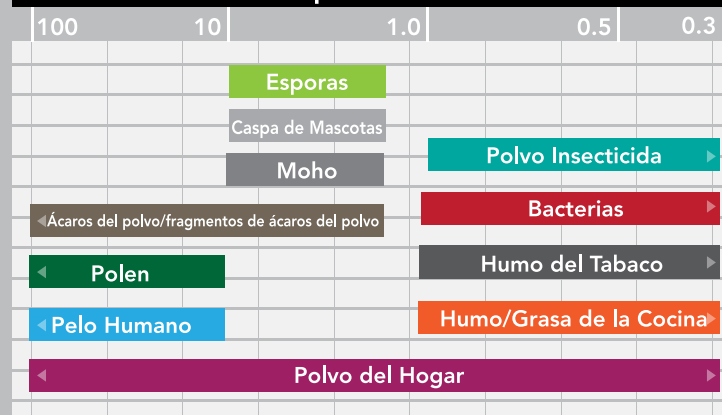 100 10 1.0 0.5 0.3
Esporas
Caspa de Mascotas
Polvo Insecticida
Moho
Bacterias
Ácaros del polvo/fragmentos de ácaros del polvo
Humo del Tabaco
Polen
Humo/Grasa de la Cocina
Pelo Humano
Polvo del Hogar